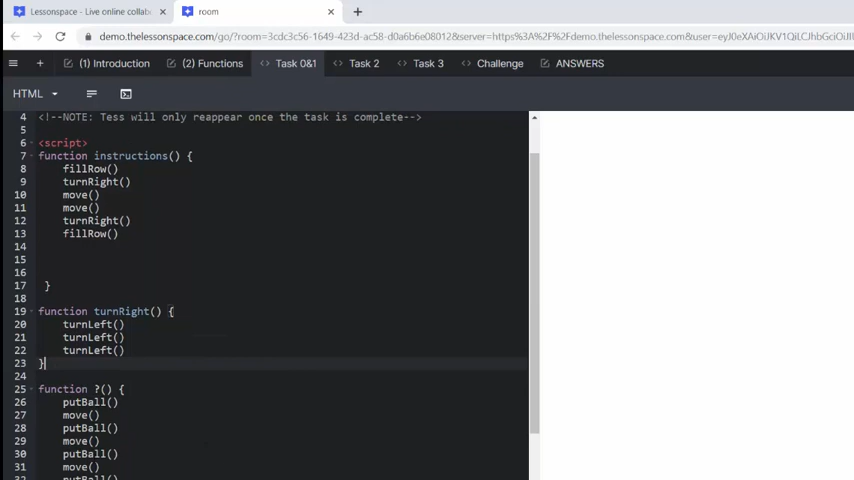 Lessonspace - Live online collab
room
demo.thelessonspace.com/go/?room=3cdc3c56-1649-423d-ac58-d0a6b6e08012&server=https%3A%2F%2Fdemo.thelessonspace.com&user=eyJ0eXAiOiJKV1QiLCJhbGciOiJI
(1) Introduction
(2) Functions
Task 0&1
Task 2
Task 3
Challenge
ANSWERS
HTML
4 <!--NOTE: Tess will only reappear once the task is complete-->
5
6 <script>
7 function instructions() {
8 fillRow()
9 turnRight()
10 move()
11 move()
12 turnRight()
13 fillRow()
14
15
16
17 }
18
19 function turnRight() {
20 turnLeft()
21 turnLeft()
22 turnLeft()
23 }
24
25 function ?() {
26 putBall()
27 move()
28 putBall()
29 move()
30 putBall()
31 move()
32 putBall()